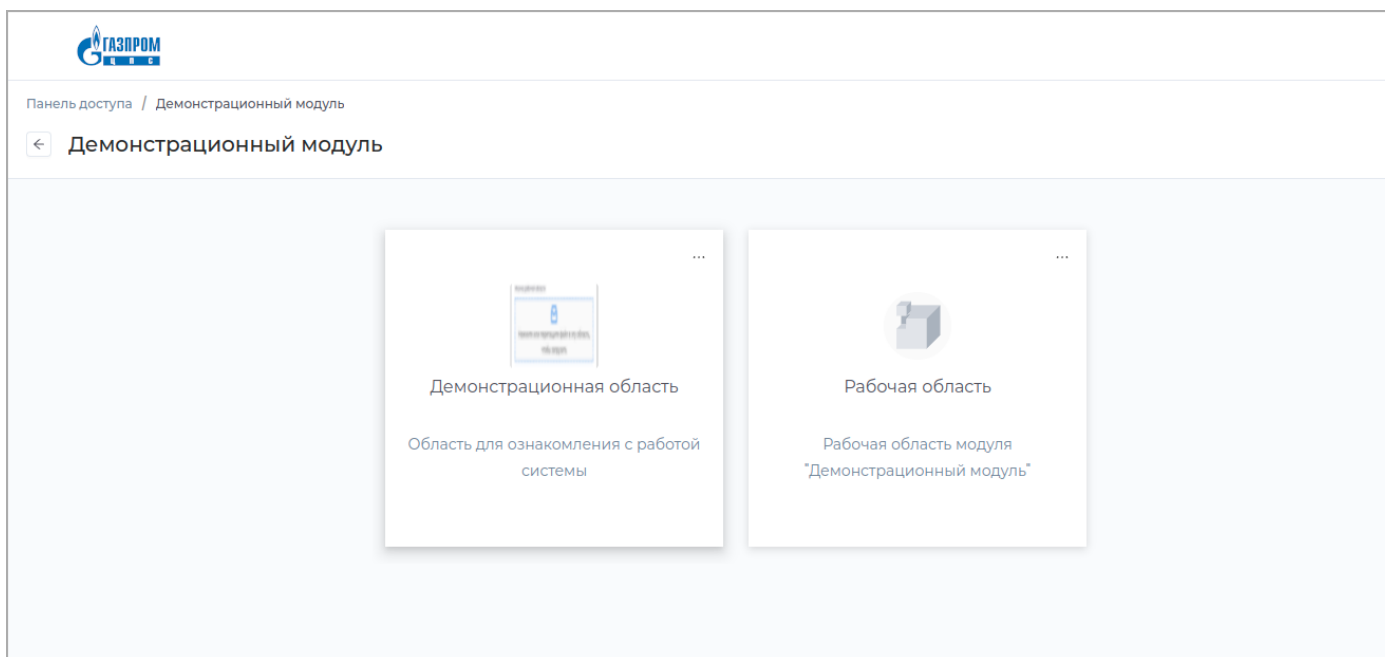 ГАЗПРОМ
ЦПС
Панель доступа / Демонстрационный модуль
Демонстрационный модуль
...
...
Демонстрационная область
Область для ознакомления с работой
системы
Рабочая область
Рабочая область модуля
"Демонстрационный модуль"